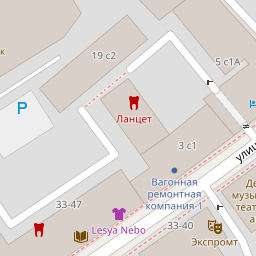 к
19 с2
5 с1А
P
Ланцет
3 с1
улиц
Вагонная
ремонтная
компания-1
33-47
Lesya Nebo
33-40
Экспромт
Де
музы
те